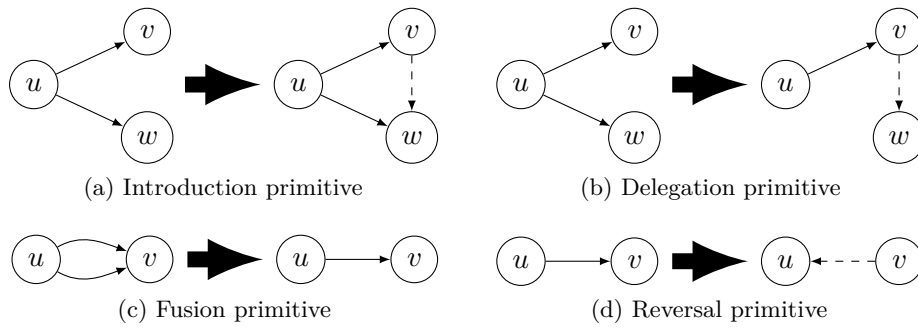 v v v v
u u u u
w w w w
(a) Introduction primitive (b) Delegation primitive
u v u v u v u v
(c) Fusion primitive (d) Reversal primitive